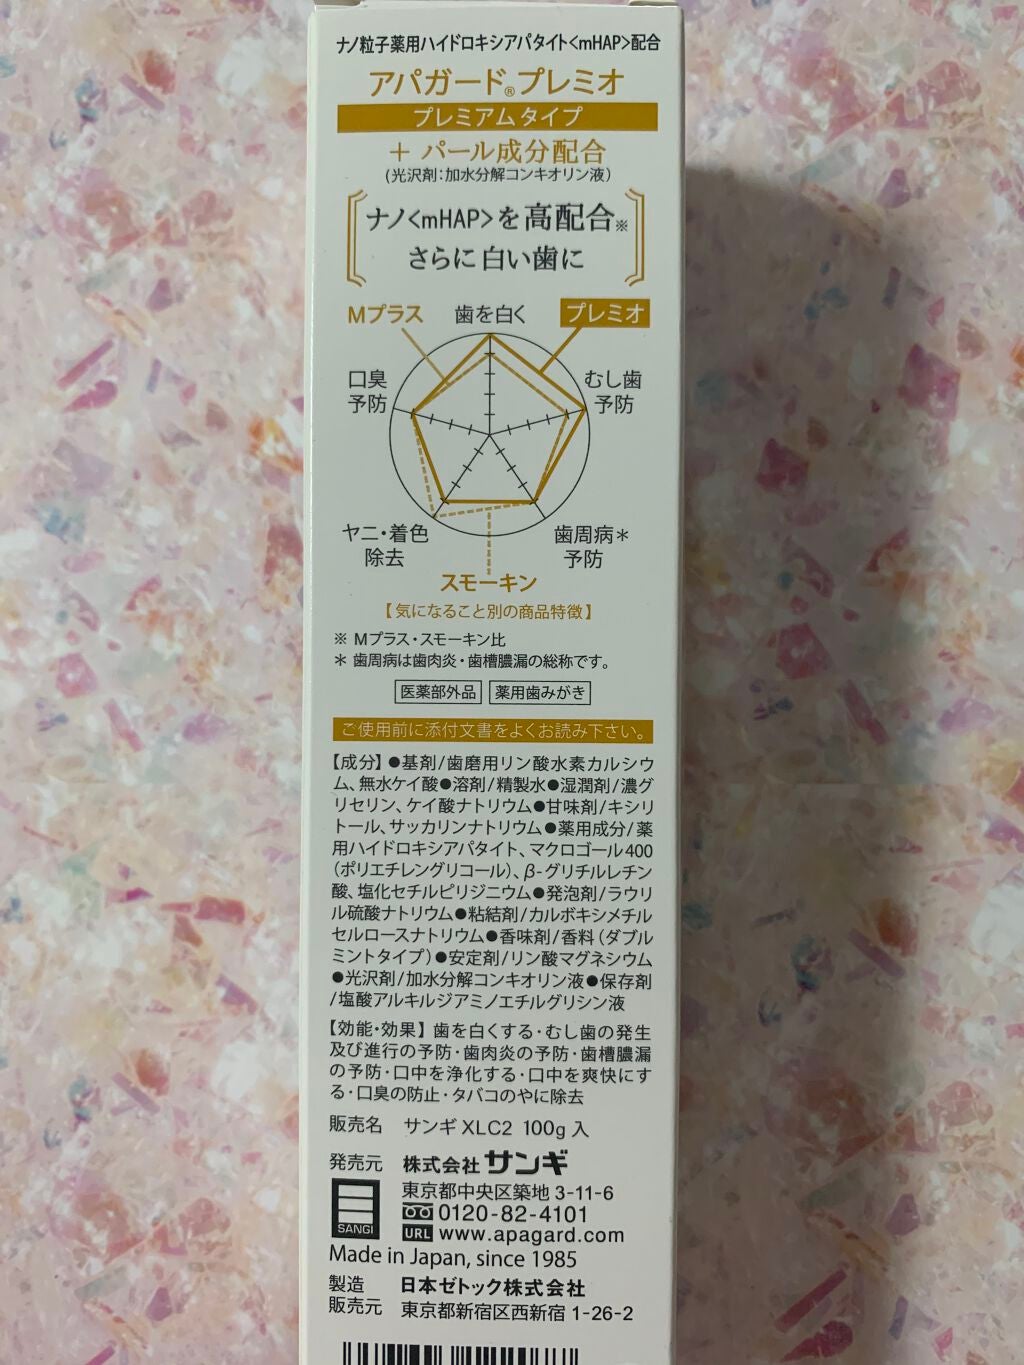 ナノ粒子薬用ハイドロキシアパタイト<mHAP>配合
アパガード®プレミオ
プレミアムタイプ
＋ パール成分配合
(光沢剤:加水分解コンキオリン液)
ナノ<mHAP>を高配合※
さらに白い歯に
Mプラス 歯を白く プレミオ
口臭
予防
むし歯
予防
ヤニ・着色
除去
歯周病＊
予防
スモーキン
【気になること別の商品特徴】
※ Mプラス・スモーキン比
＊ 歯周病は歯肉炎・歯槽膿漏の総称です。
医薬部外品 薬用歯みがき
ご使用前に添付文書をよくお読み下さい。
【成分】●基剤/歯磨用リン酸水素カルシウ
ム、無水ケイ酸●溶剤/精製水●湿潤剤/濃グ
リセリン、ケイ酸ナトリウム●甘味剤/キシリ
トール、サッカリンナトリウム●薬用成分/薬
用ハイドロキシアパタイト、マクロゴール400
(ポリエチレングリコール)、β-グリチルレチン
酸、塩化セチルピリジニウム●発泡剤/ラウリ
ル硫酸ナトリウム●粘結剤/カルボキシメチル
セルロースナトリウム●香味剤/香料(ダブル
ミントタイプ)●安定剤/リン酸マグネシウム
●光沢剤/加水分解コンキオリン液●保存剤
/塩酸アルキルジアミノエチルグリシン液
【効能・効果】歯を白くする・むし歯の発生
及び進行の予防・歯肉炎の予防・歯槽膿漏
の予防・口中を浄化する・口中を爽快にす
る・口臭の防止・タバコのやに除去
販売名 サンギ XLC2 100g 入
発売元 株式会社サンギ
東京都中央区築地 3-11-6
0120-82-4101
SANGI
URL www.apagard.com
Made in Japan, since 1985
製造
販売元
日本ゼトック株式会社
東京都新宿区西新宿 1-26-2